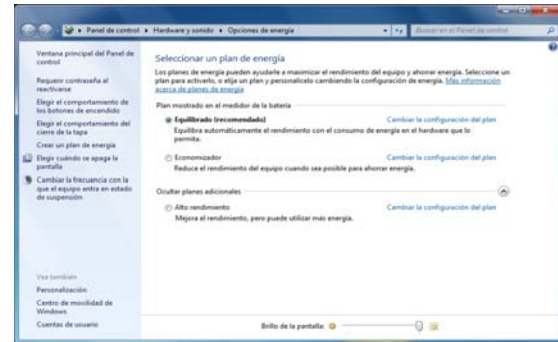 Panel de control ▸ Hardware y sonido ▸ Opciones de energía
Buscar en el Panel de control
Ventana principal del Panel de
control
Requerir contraseña al
reactivarse
Elegir el comportamiento de
los botones de encendido
Elegir el comportamiento del
cierre de la tapa
Crear un plan de energía
Elegir cuándo se apaga la
pantalla
Cambiar la frecuencia con la
que el equipo entra en estado
de suspensión
Vea también
Personalización
Centro de movilidad de
Windows
Cuentas de usuario
Seleccionar un plan de energía
Los planes de energía pueden ayudarle a maximizar el rendimiento del equipo y ahorrar energía. Seleccione un
plan para activarlo, o elija un plan y personalícelo cambiando la configuración de energía. Más información
acerca de planes de energía
Plan mostrado en el medidor de la batería
Equilibrado (recomendado) Cambiar la configuración del plan
Equilibra automáticamente el rendimiento con el consumo de energía en el hardware que lo
permita.
Economizador Cambiar la configuración del plan
Reduce el rendimiento del equipo cuando sea posible para ahorrar energía.
Ocultar planes adicionales
Alto rendimiento Cambiar la configuración del plan
Mejora el rendimiento, pero puede utilizar más energía.
Brillo de la pantalla: